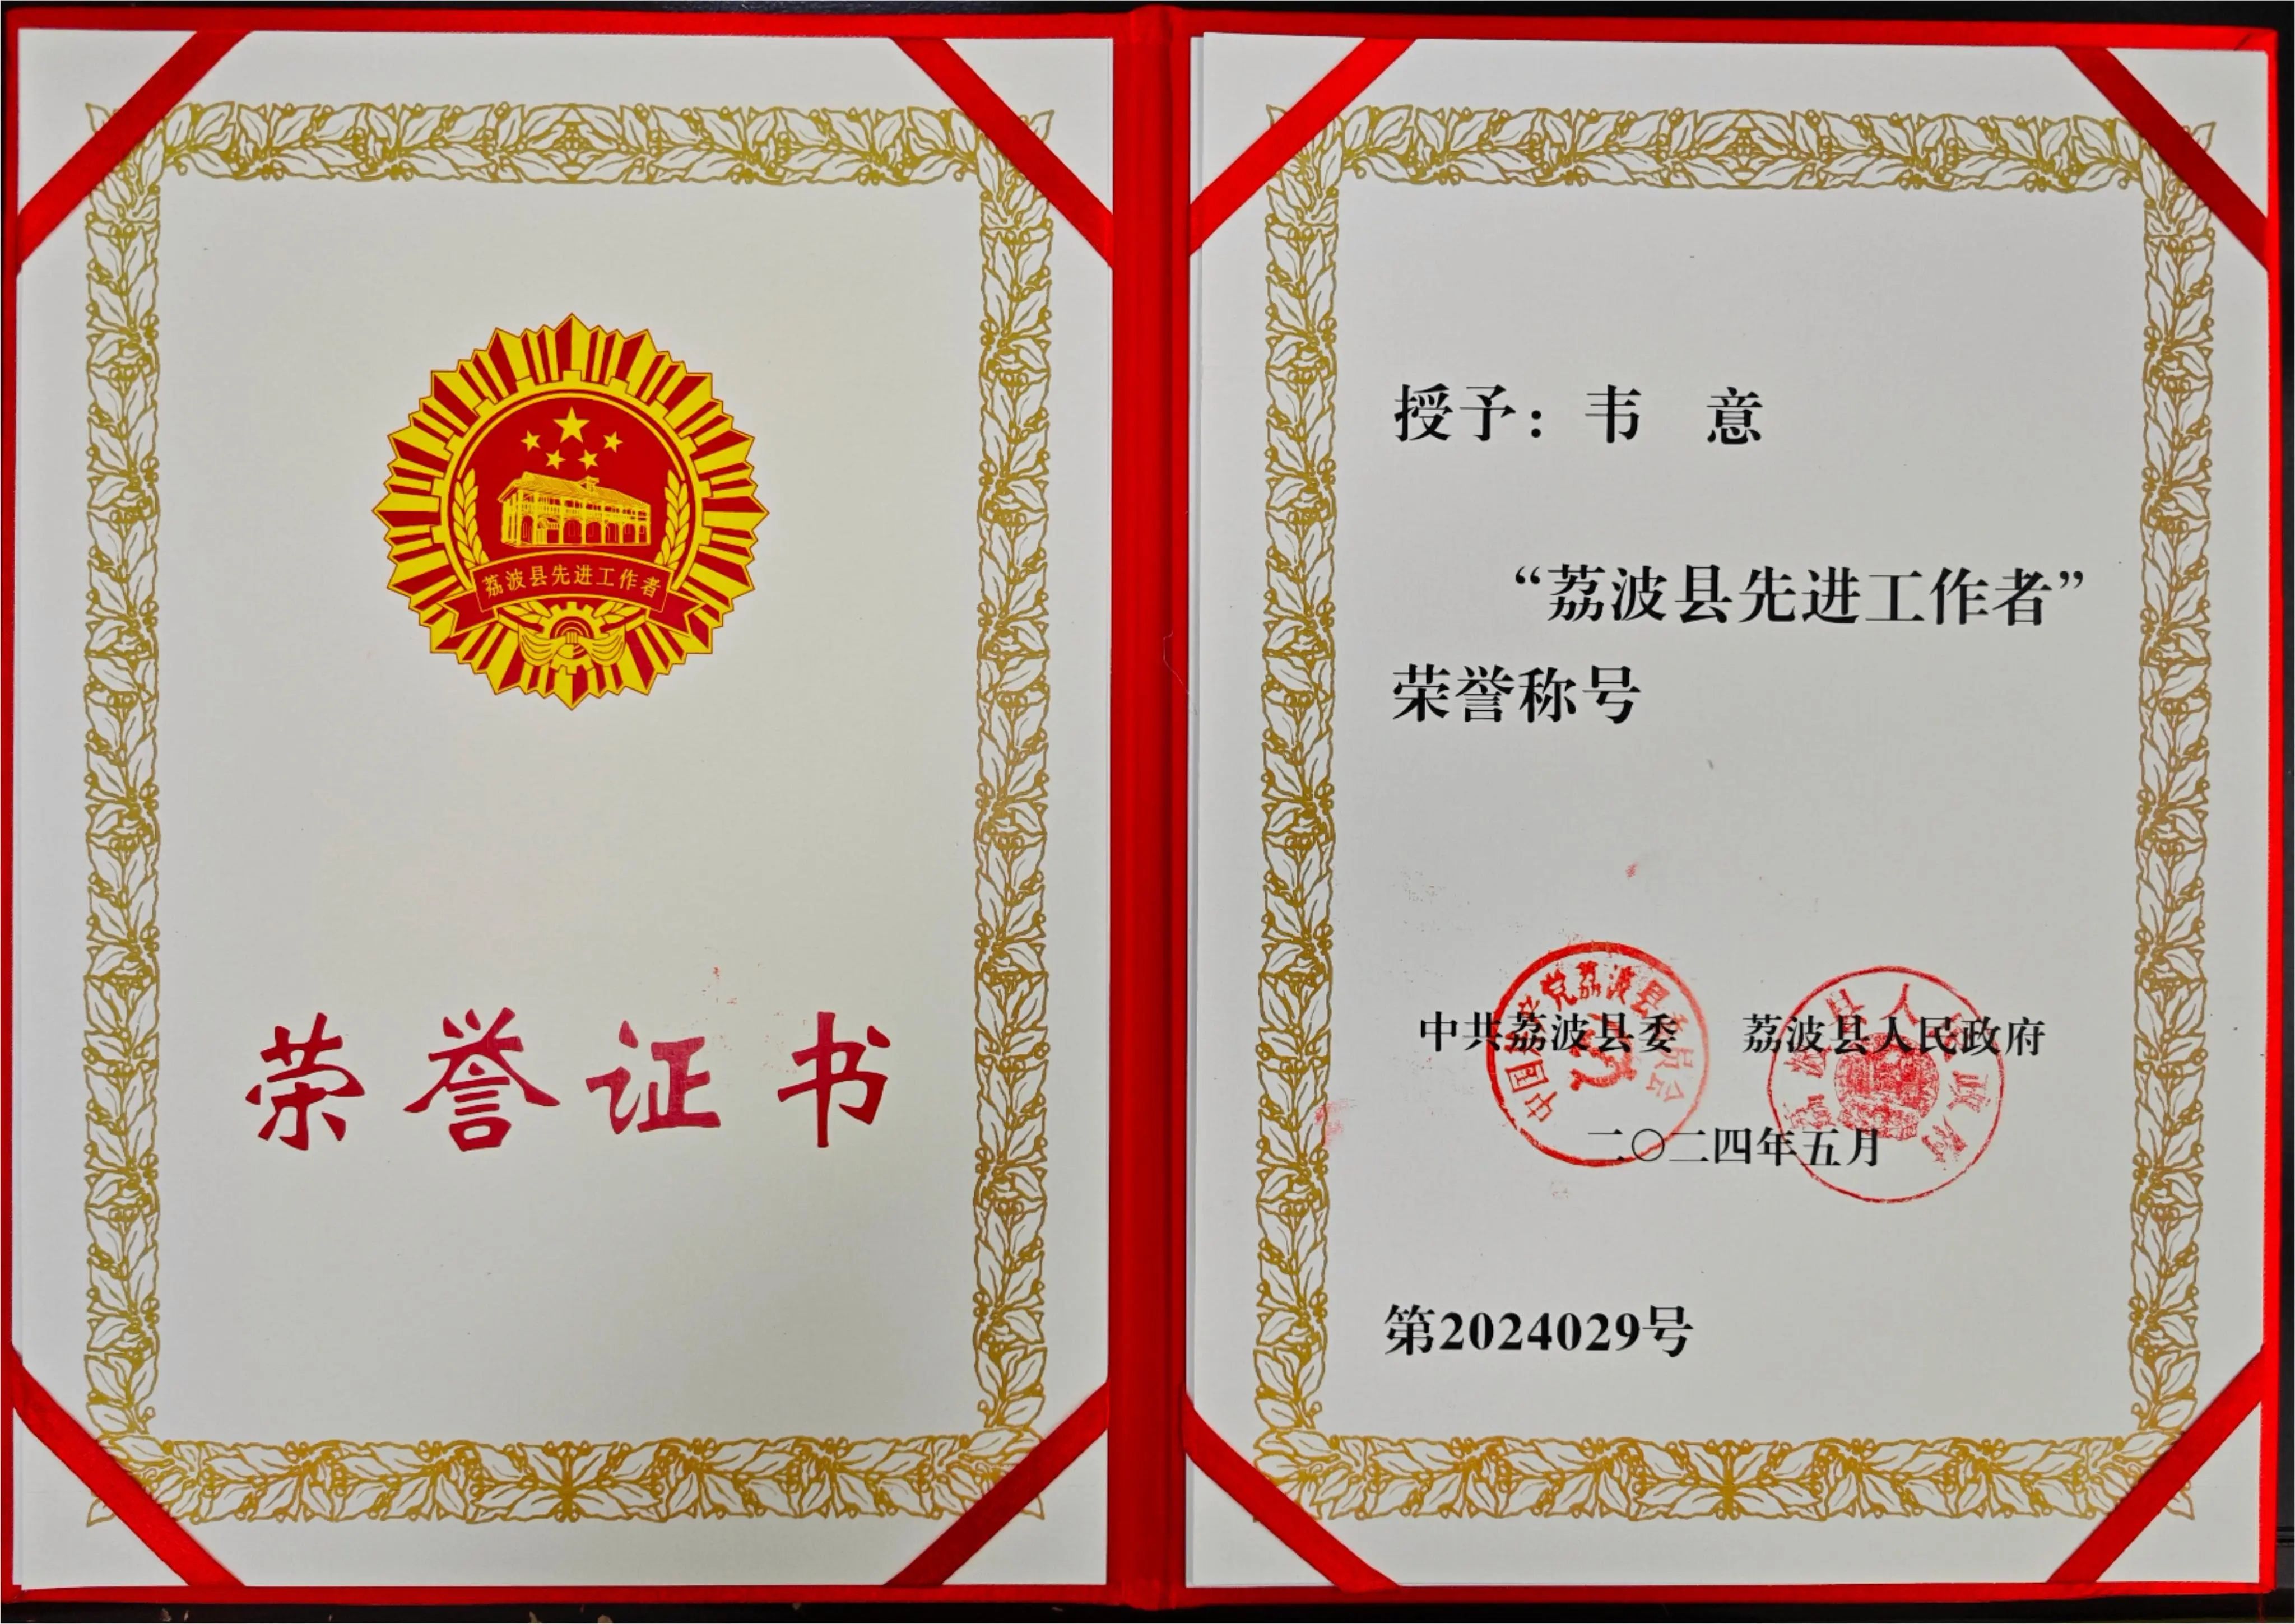 荔波县先进工作者
荣誉证书
授予：韦 意
“荔波县先进工作者”
荣誉称号
中共荔波县委 荔波县人民政府
二〇二四年五月
第2024029号